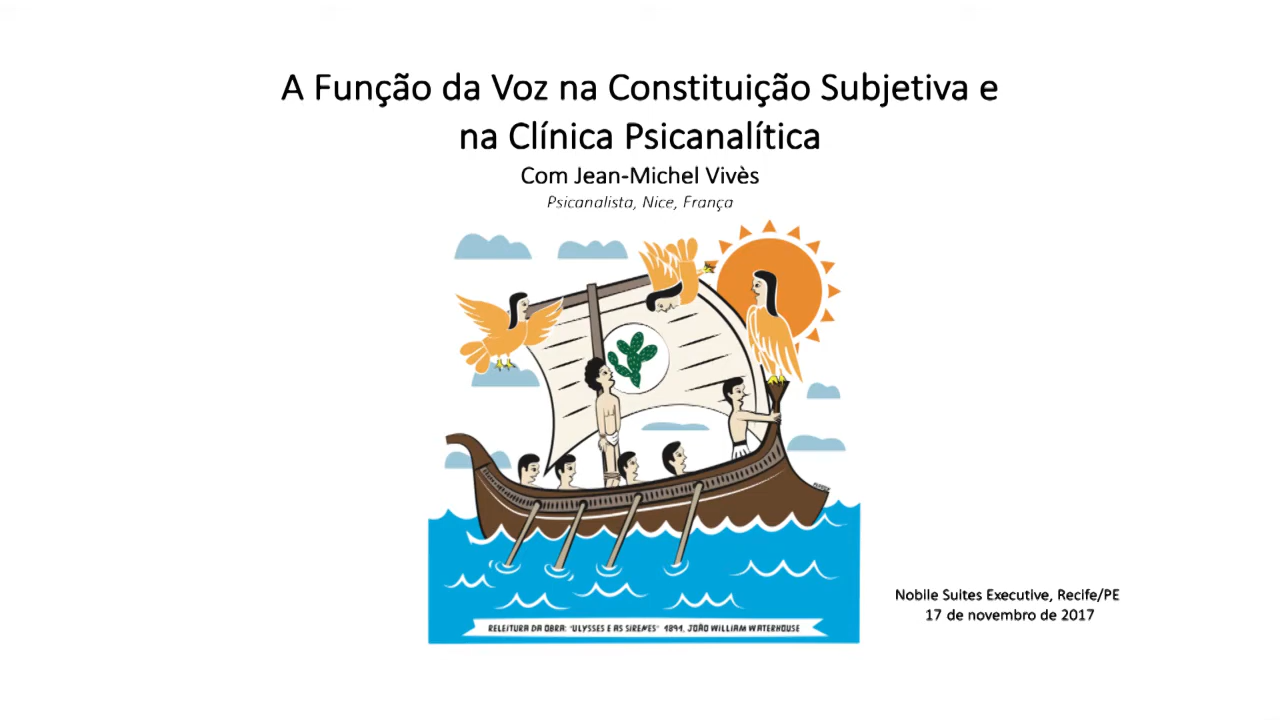 A Função da Voz na Constituição Subjetiva e
na Clínica Psicanalítica
Com Jean-Michel Vivès
Psicanalista, Nice, França
Nobile Suites Executive, Recife/PE
17 de novembro de 2017
RELEITURA DA OBRA: "ULYSSES E AS SIRENES" 1891, JOÃO WILLIAM WATERHOUSE